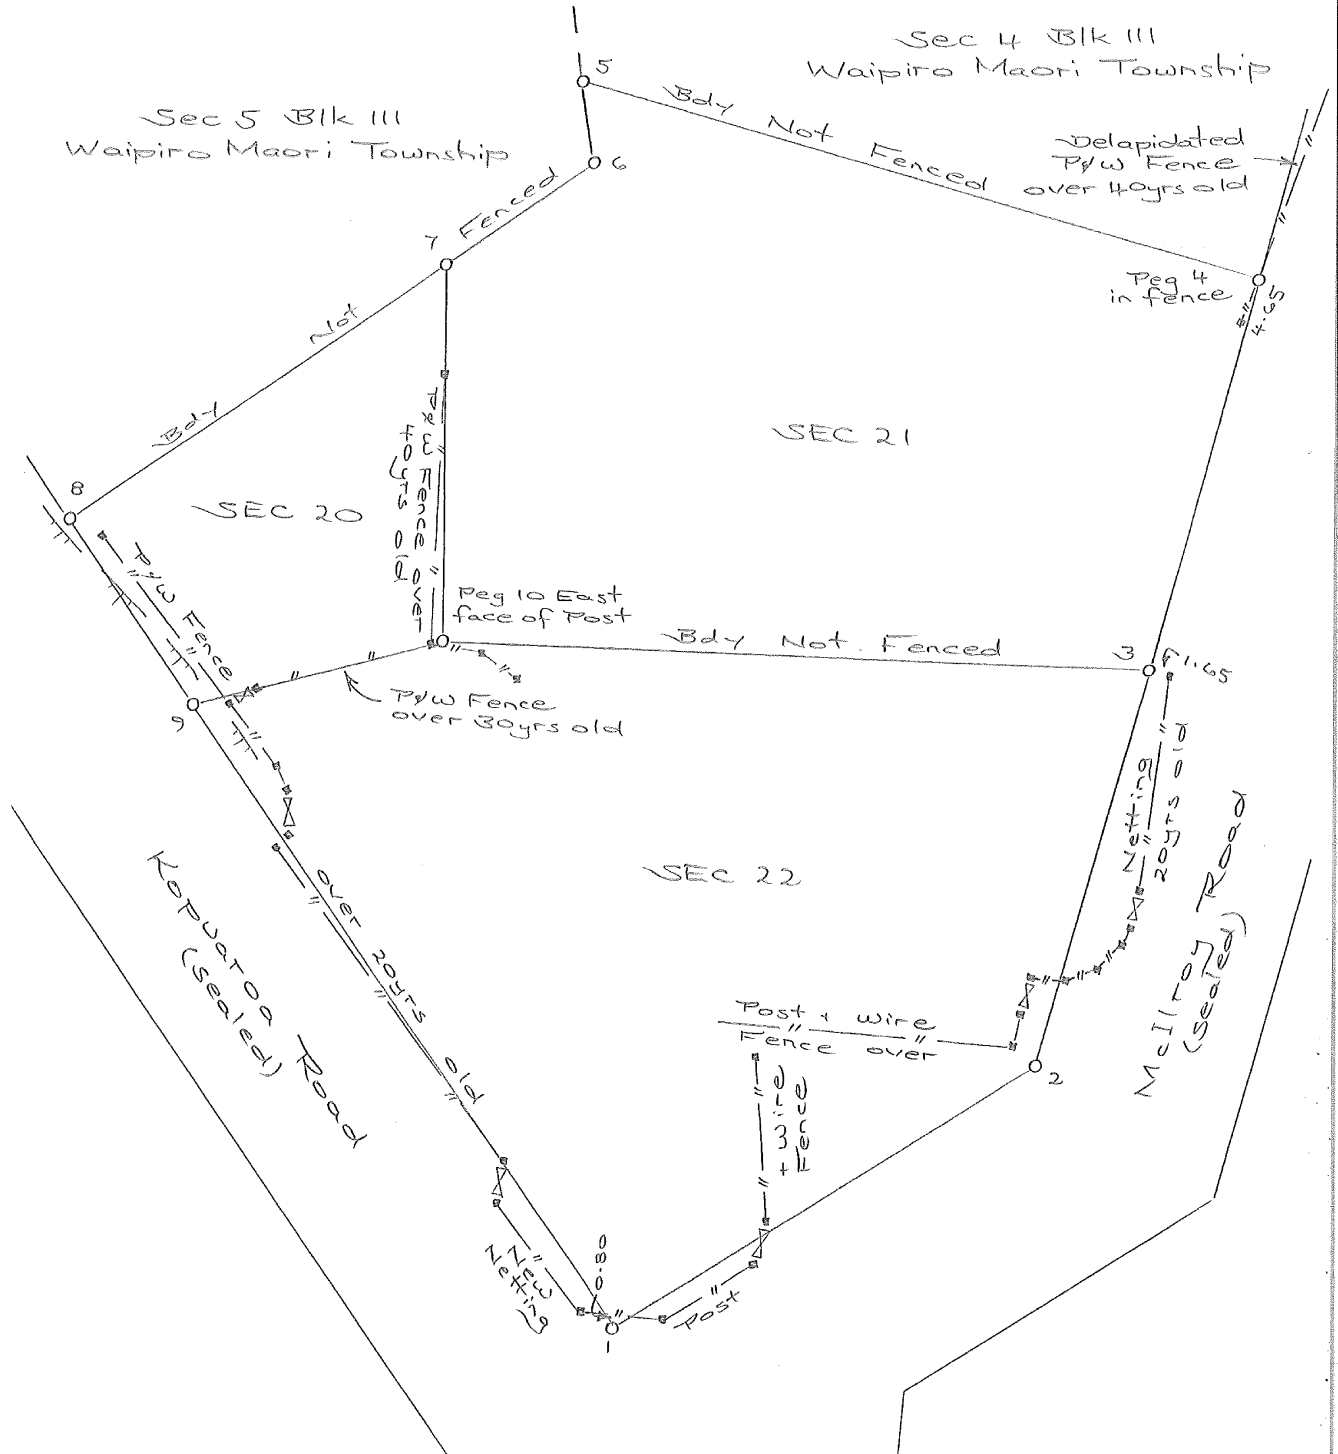 Sec 4 Blk III
Waipiro Maori Township
5
Sec 5 Blk III
Waipiro Maori Township
6
Bdy Not Fenced
Delapidated
P/W Fence
over 40yrs old
7
Bdy Not Fenced
Peg 4
in fence
4.65
SEC 21
P/W Fence over
40yrs old
8
SEC 20
P/W Fence
Peg 10 East
face of Post
Bdy Not Fenced
3
1.65
9
P/W Fence
over 30yrs old
Netting
20yrs old
SEC 22
over 20yrs old
Kopuaroa Road
(sealed)
McIlroy Road
(sealed)
Post + Wire
Fence over
2
+ Wire
Fence
Post
New
Netting
0.80
1